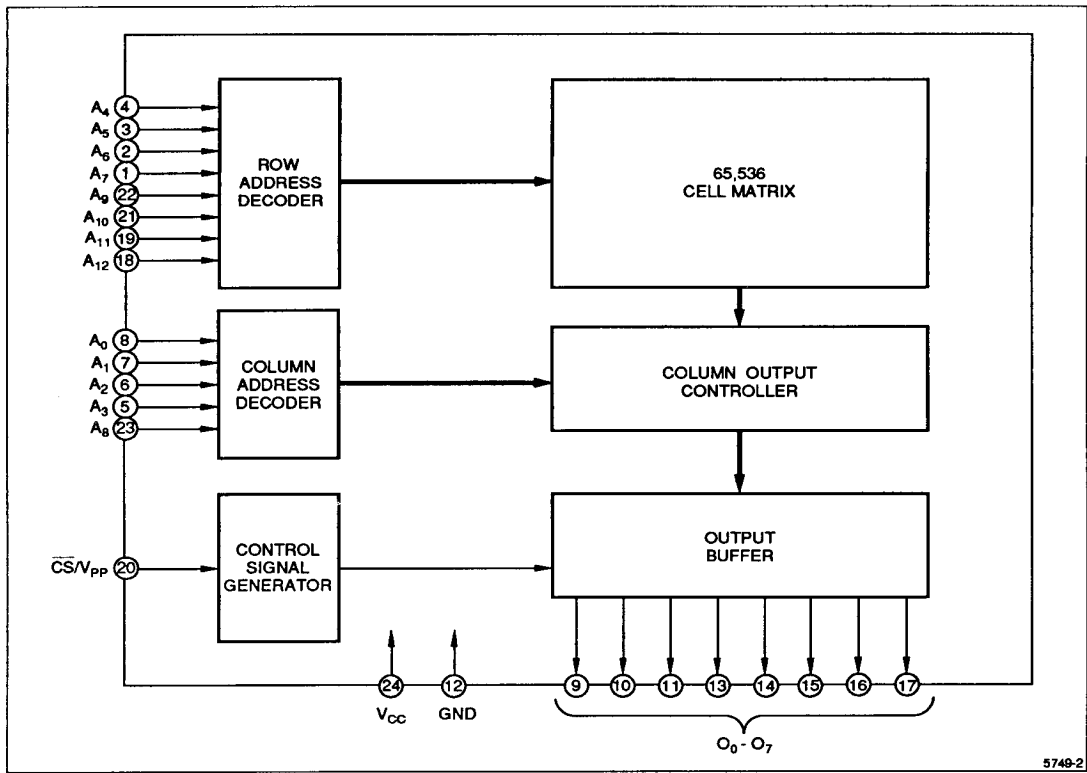 A4 4
A5 3
A6 2
A7 1
A9 22
A10 21
A11 19
A12 18
ROW
ADDRESS
DECODER
65,536
CELL MATRIX
A0 8
A1 7
A2 6
A3 5
A8 23
COLUMN
ADDRESS
DECODER
COLUMN OUTPUT
CONTROLLER
C̅S̅/VPP 20
CONTROL
SIGNAL
GENERATOR
OUTPUT
BUFFER
24 12 9 10 11 13 14 15 16 17
VCC GND
O0 - O7
5749-2